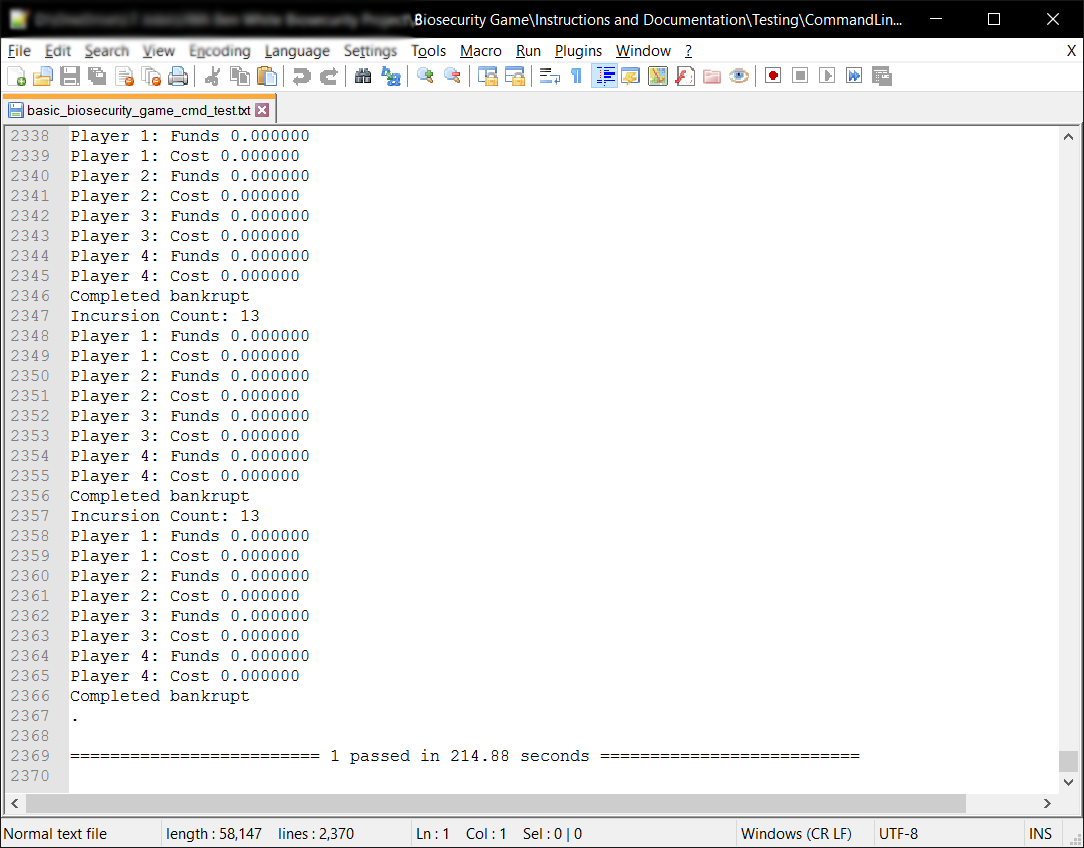 Biosecurity Game\Instructions and Documentation\Testing\CommandLin...
File Edit Search View Encoding Language Settings Tools Macro Run Plugins Window ? X
basic_biosecurity_game_cmd_test.txt
2338 Player 1: Funds 0.000000
2339 Player 1: Cost 0.000000
2340 Player 2: Funds 0.000000
2341 Player 2: Cost 0.000000
2342 Player 3: Funds 0.000000
2343 Player 3: Cost 0.000000
2344 Player 4: Funds 0.000000
2345 Player 4: Cost 0.000000
2346 Completed bankrupt
2347 Incursion Count: 13
2348 Player 1: Funds 0.000000
2349 Player 1: Cost 0.000000
2350 Player 2: Funds 0.000000
2351 Player 2: Cost 0.000000
2352 Player 3: Funds 0.000000
2353 Player 3: Cost 0.000000
2354 Player 4: Funds 0.000000
2355 Player 4: Cost 0.000000
2356 Completed bankrupt
2357 Incursion Count: 13
2358 Player 1: Funds 0.000000
2359 Player 1: Cost 0.000000
2360 Player 2: Funds 0.000000
2361 Player 2: Cost 0.000000
2362 Player 3: Funds 0.000000
2363 Player 3: Cost 0.000000
2364 Player 4: Funds 0.000000
2365 Player 4: Cost 0.000000
2366 Completed bankrupt
2367 .
2368
2369 ========================= 1 passed in 214.88 seconds ==========================
2370
Normal text file length : 58,147 lines : 2,370 Ln : 1 Col : 1 Sel : 0 | 0 Windows (CR LF) UTF-8 INS